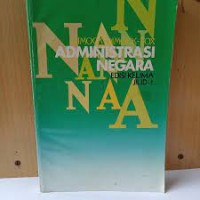 N
N
N A
ADMINISTRASI
NEGARA
EDISI KELIMA
JILID 1
N
N A A